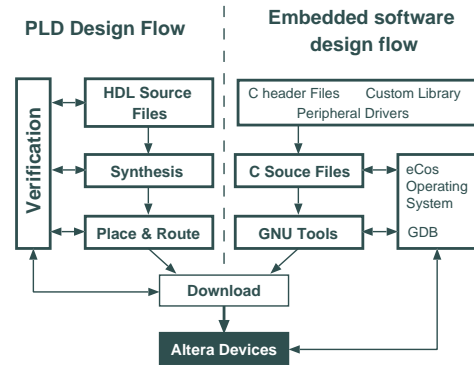 PLD Design Flow
Embedded software
design flow
Verification
HDL Source
Files
Synthesis
Place & Route
C header Files Custom Library
Peripheral Drivers
C Souce Files
GNU Tools
eCos
Operating
System
GDB
Download
Altera Devices